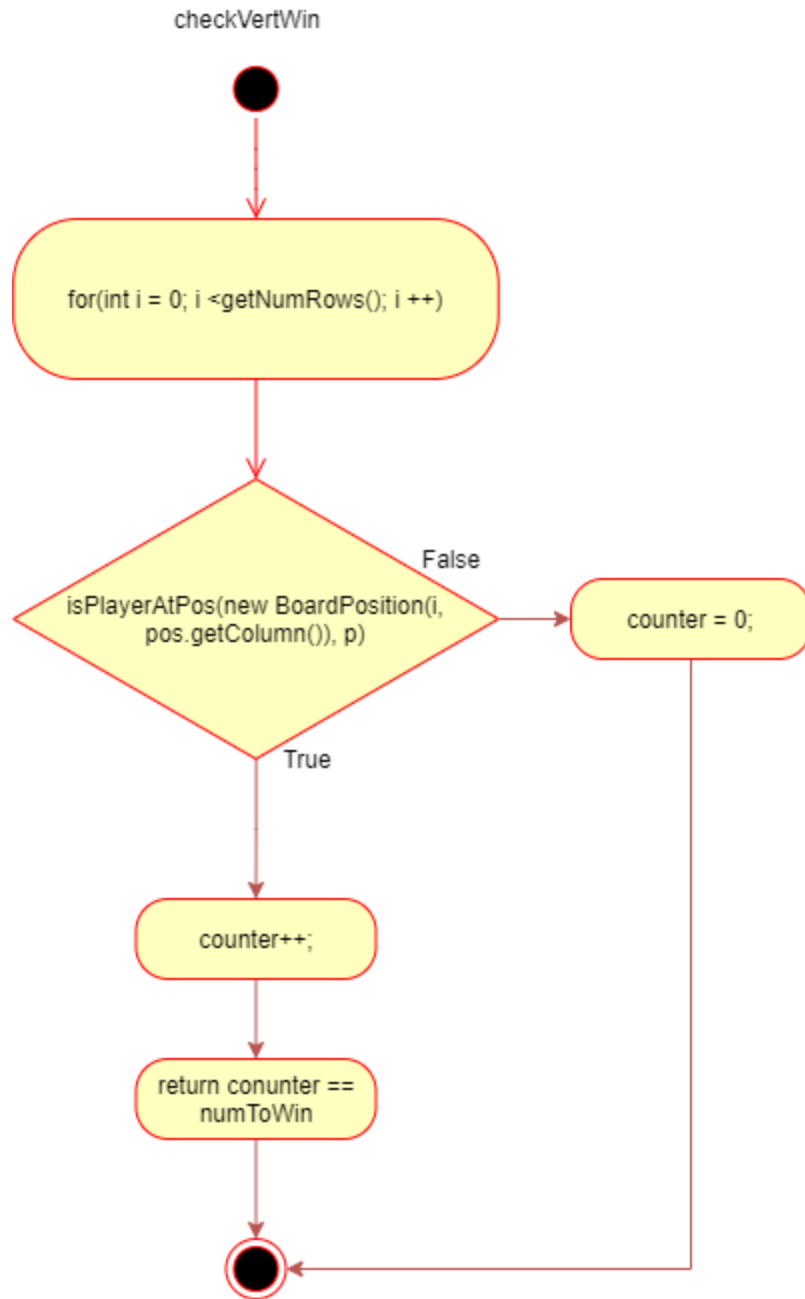 checkVertWin
for(int i = 0; i <getNumRows(); i ++)
False
isPlayerAtPos(new BoardPosition(i,
pos.getColumn()), p)
counter = 0;
True
counter++;
return conunter ==
numToWin